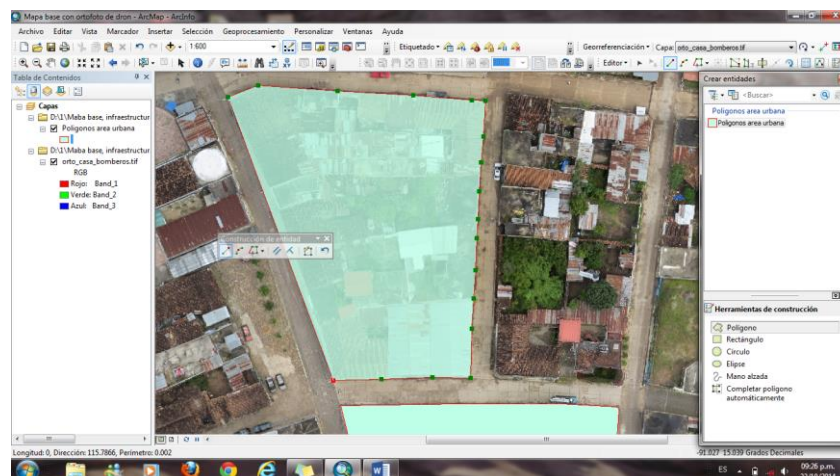 Mapa base con ortofoto de dron - ArcMap - ArcInfo
Archivo Editar Vista Marcador Insertar Selección Geoprocesamiento Personalizar Ventanas Ayuda
1:600
Etiquetado
Georreferenciación
Capa: orto_casa_bomberos.tif
Editor
Tabla de Contenidos
Capas
D:\1\Maba base, infraestructur
Poligonos area urbana
D:\1\Maba base, infraestructur
orto_casa_bomberos.tif
RGB
Rojo: Band_1
Verde: Band_2
Azul: Band_3
Construcción de entidad
Crear entidades
<Buscar>
Poligonos area urbana
Poligonos area urbana
Herramientas de construcción
Polígono
Rectángulo
Círculo
Elipse
Mano alzada
Completar polígono
automáticamente
Longitud: 0, Dirección: 115.7866, Perímetro: 0.002
-91.027 15.039 Grados Decimales
ES
09:26 p.m.